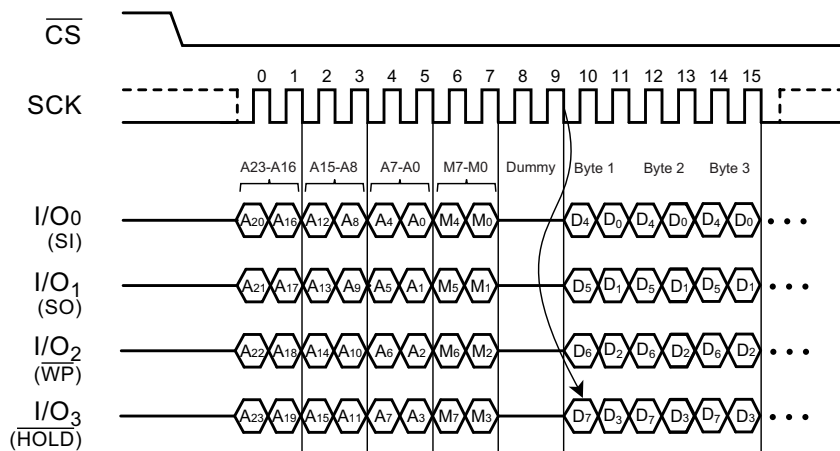 CS
0 1 2 3 4 5 6 7 8 9 10 11 12 13 14 15
SCK
A23-A16 A15-A8 A7-A0 M7-M0 Dummy Byte 1 Byte 2 Byte 3
I/O0 A20 A16 A12 A8 A4 A0 M4 M0 D4 D0 D4 D0 D4 D0
(SI)
I/O1 A21 A17 A13 A9 A5 A1 M5 M1 D5 D1 D5 D1 D5 D1
(SO)
I/O2 A22 A18 A14 A10 A6 A2 M6 M2 D6 D2 D6 D2 D6 D2
(WP)
I/O3 A23 A19 A15 A11 A7 A3 M7 M3 D7 D3 D7 D3 D7 D3
(HOLD)